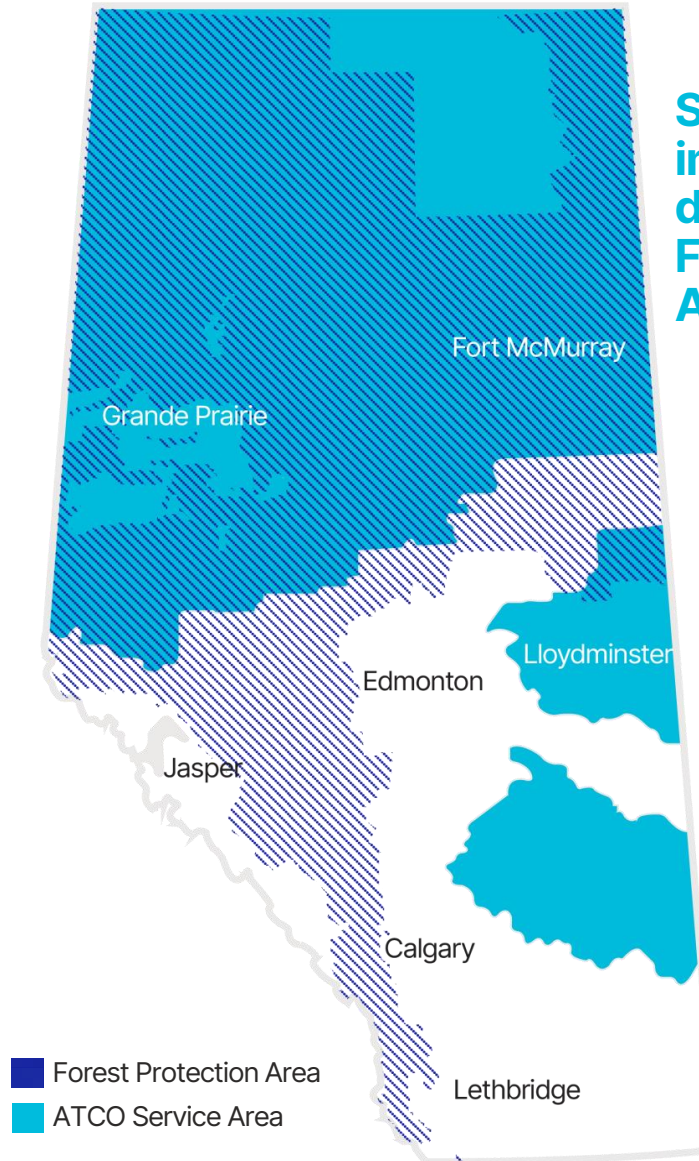 Fort McMurray
Grande Prairie
Lloydminster
Edmonton
Jasper
Calgary
Forest Protection Area
Lethbridge
ATCO Service Area